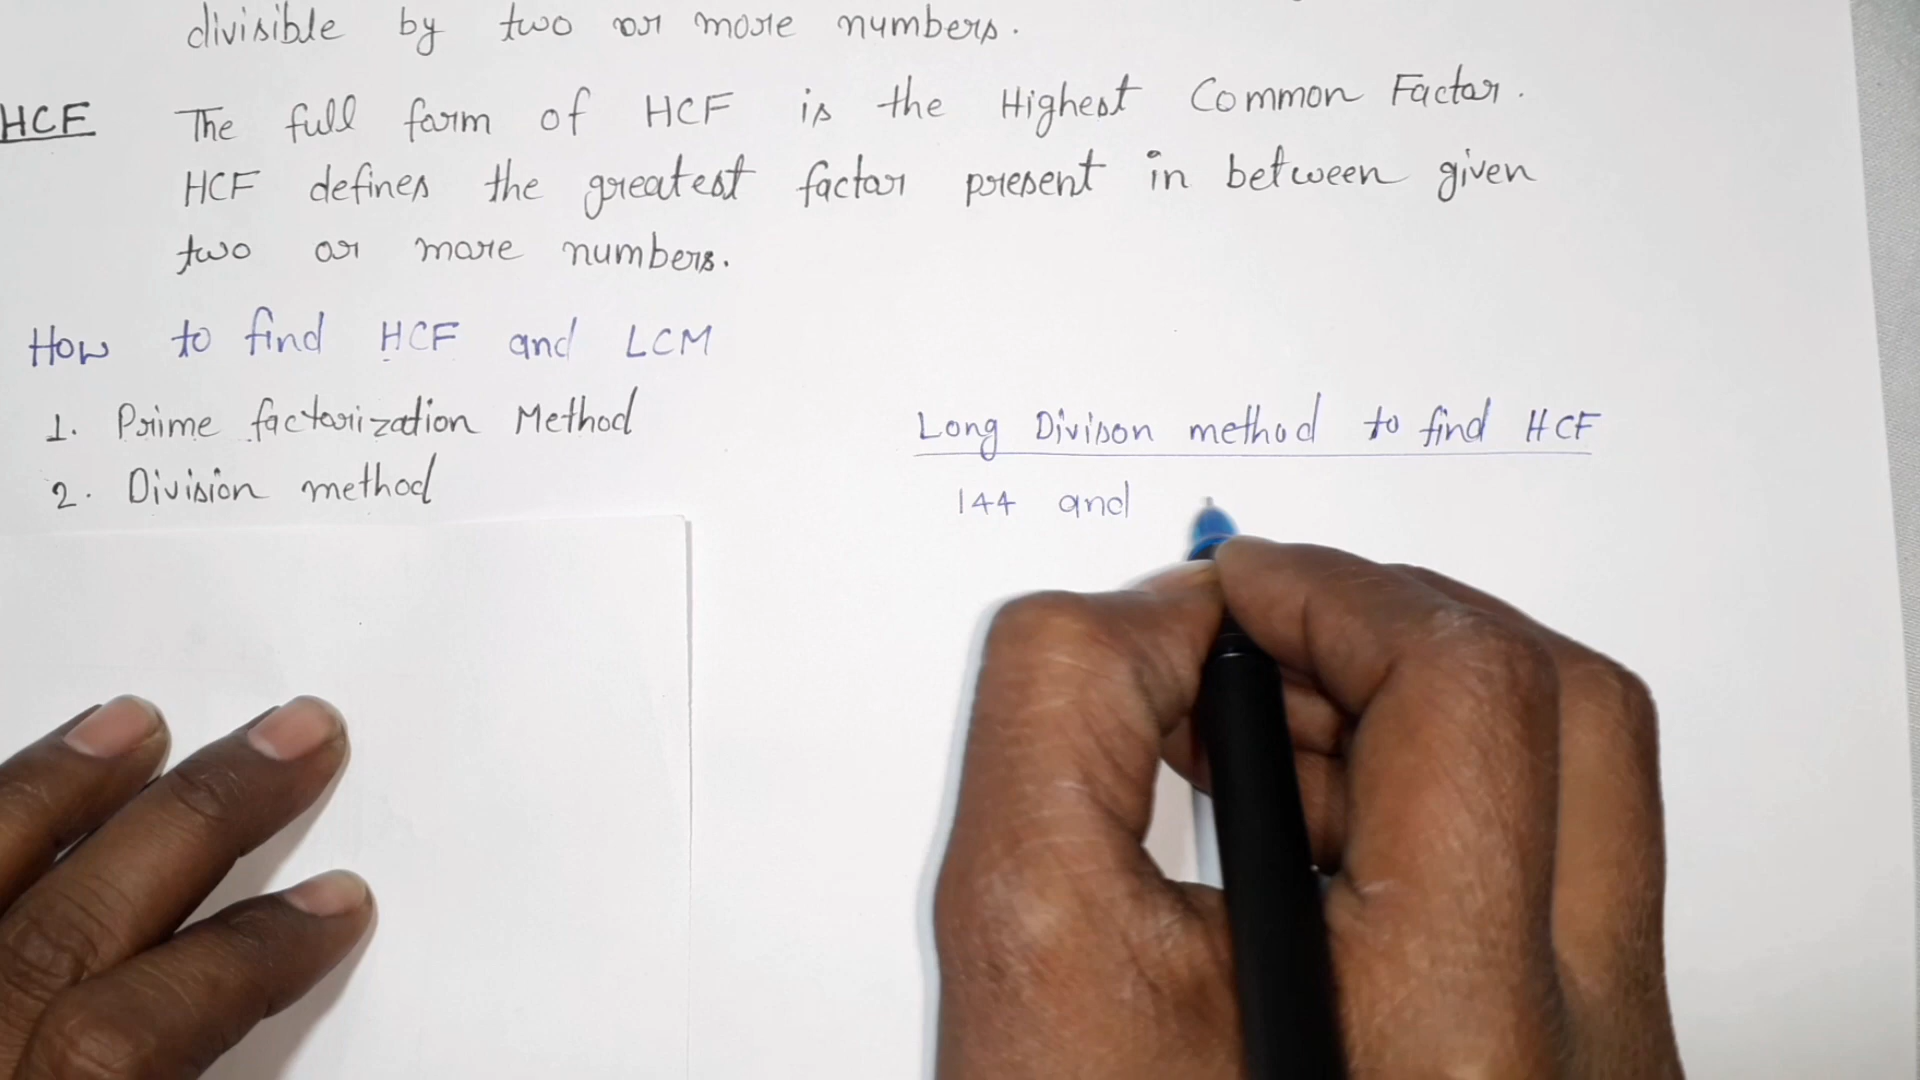 divisible by two or more numbers.
HCF The full form of HCF is the Highest Common Factor.
HCF defines the greatest factor present in between given
two or more numbers.
How to find HCF and LCM
1. Prime factorization Method
2. Division method
Long Divison method to find HCF
144 and